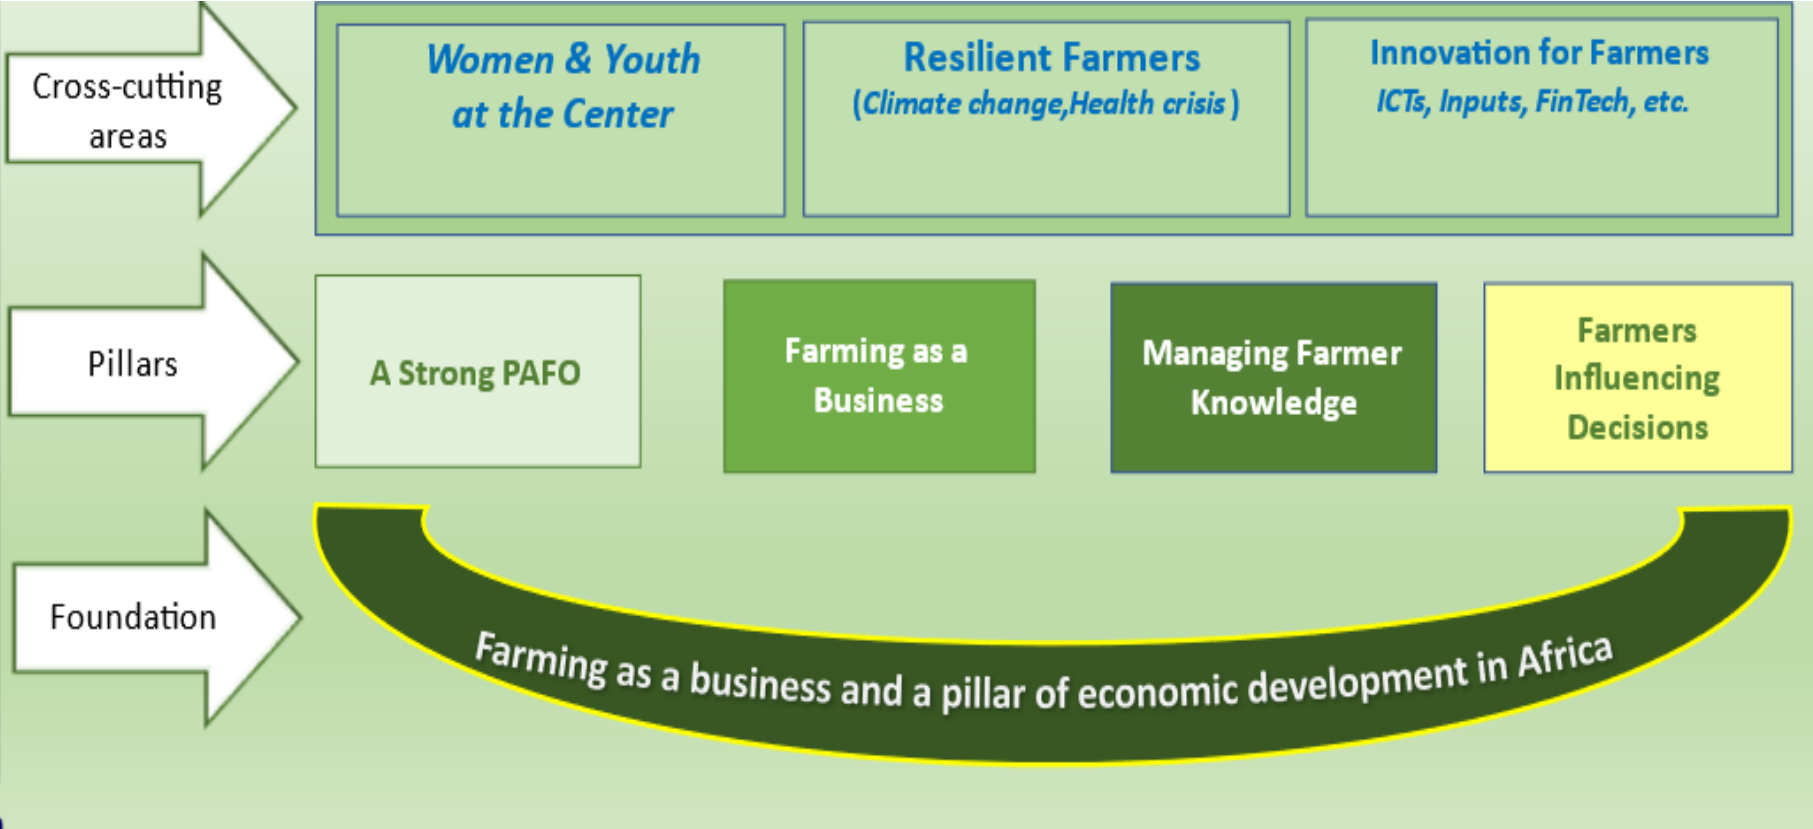 Cross-cutting
areas
Women & Youth
at the Center
Resilient Farmers
(Climate change,Health crisis )
Innovation for Farmers
ICTs, Inputs, FinTech, etc.
Pillars
A Strong PAFO
Farming as a
Business
Managing Farmer
Knowledge
Farmers
Influencing
Decisions
Foundation
Farming as a business and a pillar of economic development in Africa